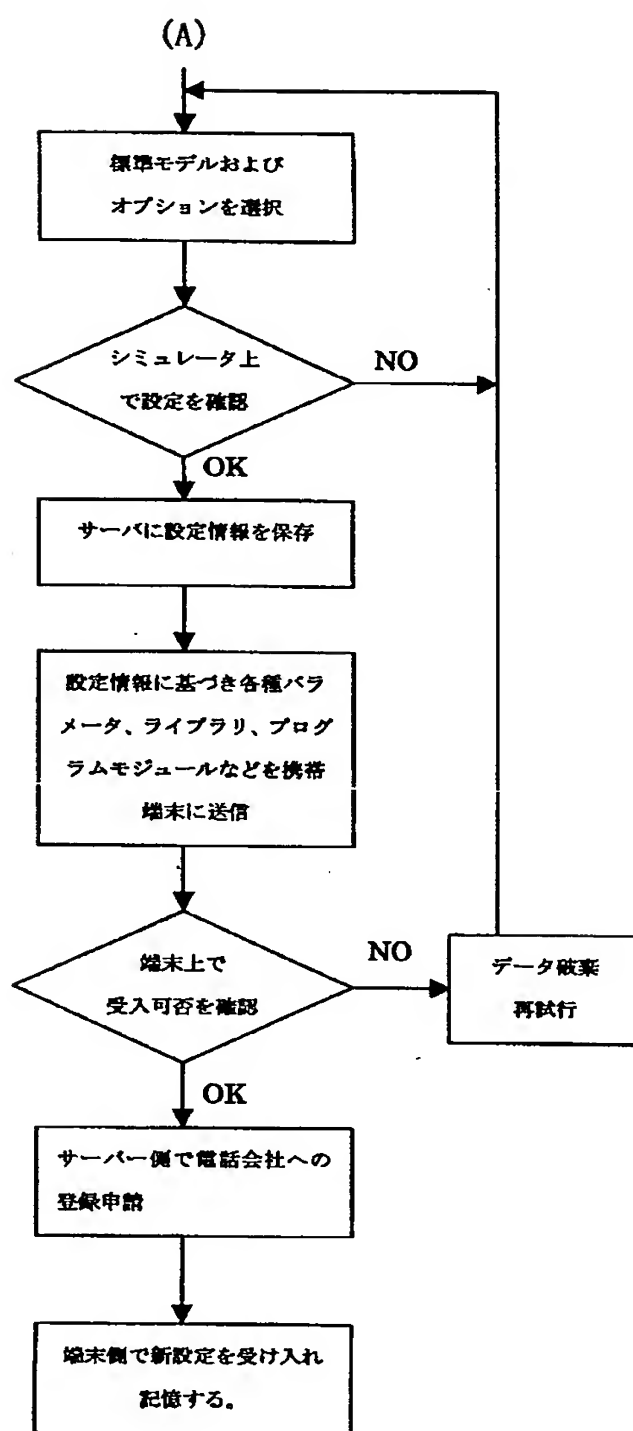 (A)
標準モデルおよび
オプションを選択
シミュレータ上
で設定を確認
NO
OK
サーバに設定情報を保存
設定情報に基づき各種パラ
メータ、ライブラリ、プログ
ラムモジュールなどを携帯
端末に送信
端末上で
受入可否を確認
NO
データ破棄
再試行
OK
サーバー側で電話会社への
登録申請
端末側で新設定を受け入れ
記憶する。